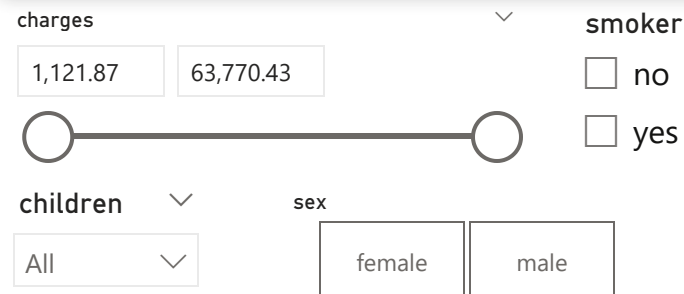 charges
smoker
1,121.87 63,770.43
no
yes
children
sex
All
female male